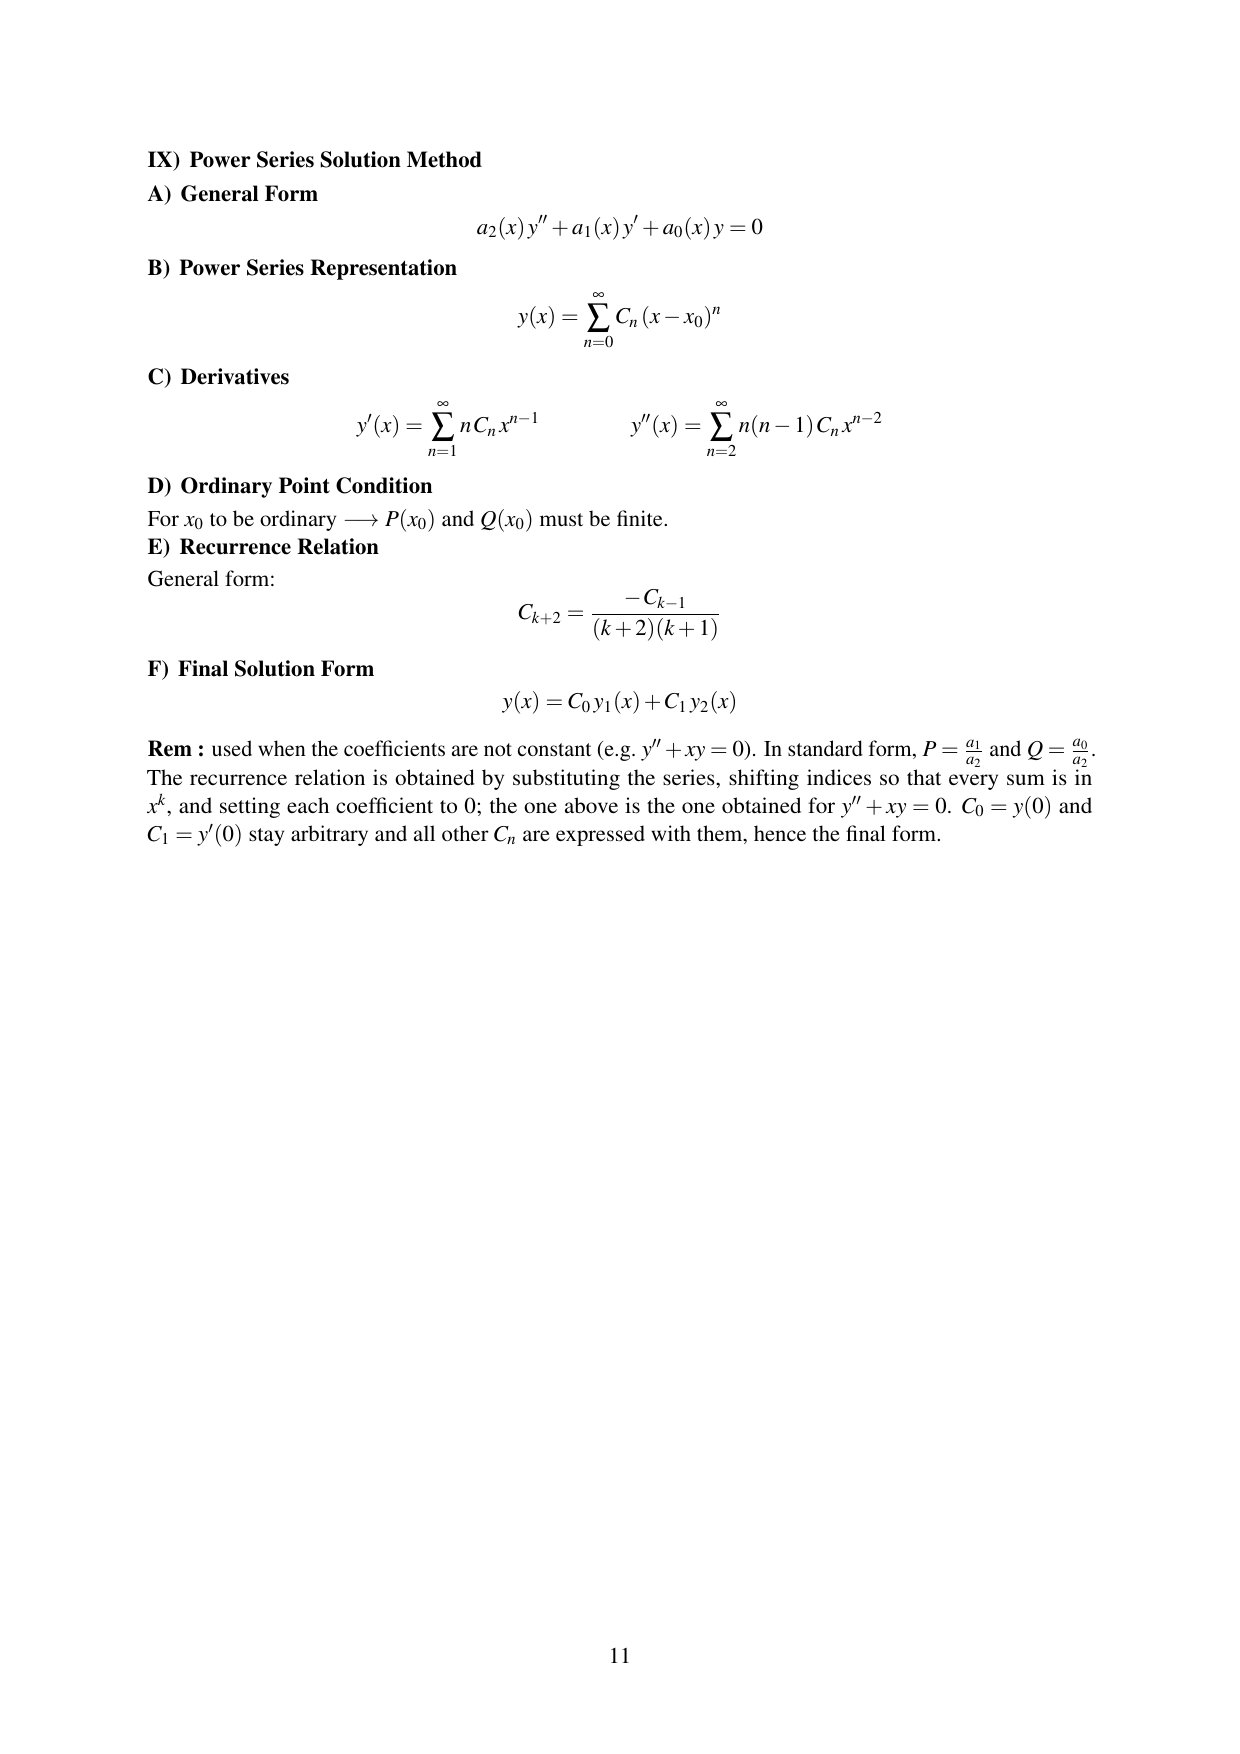 IX) Power Series Solution Method
A) General Form
a₂(x) y″ + a₁(x) y′ + a₀(x) y = 0
B) Power Series Representation
y(x) = ∑_{n=0}^{∞} Cₙ (x − x₀)ⁿ
C) Derivatives
y′(x) = ∑_{n=1}^{∞} n Cₙ xⁿ⁻¹    y″(x) = ∑_{n=2}^{∞} n(n − 1) Cₙ xⁿ⁻²
D) Ordinary Point Condition
For x₀ to be ordinary ⟶ P(x₀) and Q(x₀) must be finite.
E) Recurrence Relation
General form:
C_{k+2} = \frac{−C_{k−1}}{(k + 2)(k + 1)}
F) Final Solution Form
y(x) = C₀ y₁(x) + C₁ y₂(x)
Rem : used when the coefficients are not constant (e.g. y″ + xy = 0). In standard form, P = \frac{a₁}{a₂} and Q = \frac{a₀}{a₂}.
The recurrence relation is obtained by substituting the series, shifting indices so that every sum is in
xᵏ, and setting each coefficient to 0; the one above is the one obtained for y″ + xy = 0. C₀ = y(0) and
C₁ = y′(0) stay arbitrary and all other Cₙ are expressed with them, hence the final form.
11